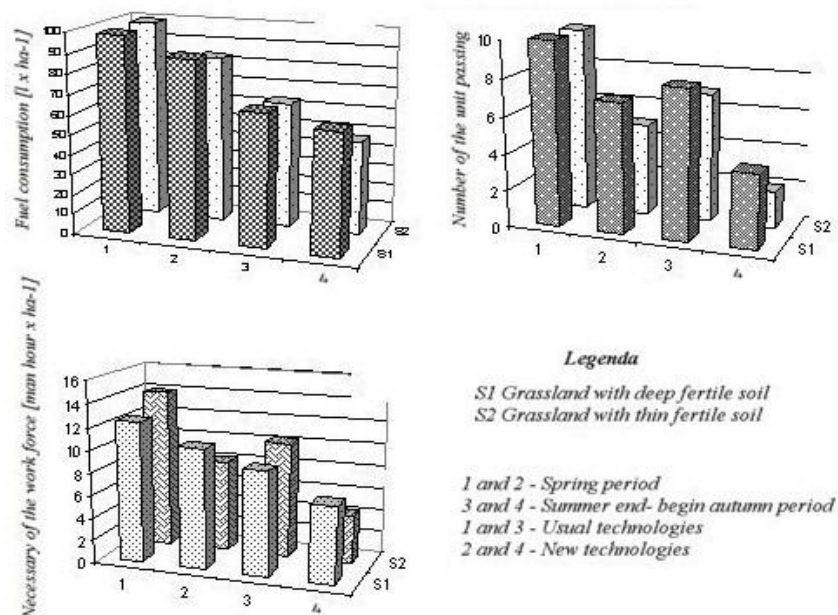 Fuel consumption [l x ha-1]
100
90
80
70
60
50
40
30
20
10
0
1
2
3
4
S1
S2
Number of the unit passing
10
8
6
4
2
0
1
2
3
4
S1
S2
Necessary of the work force [man hour x ha-1]
16
14
12
10
8
6
4
2
0
1
2
3
4
S1
S2
Legenda
S1 Grassland with deep fertile soil
S2 Grassland with thin fertile soil
1 and 2 - Spring period
3 and 4 - Summer end- begin autumn period
1 and 3 - Usual technologies
2 and 4 - New technologies